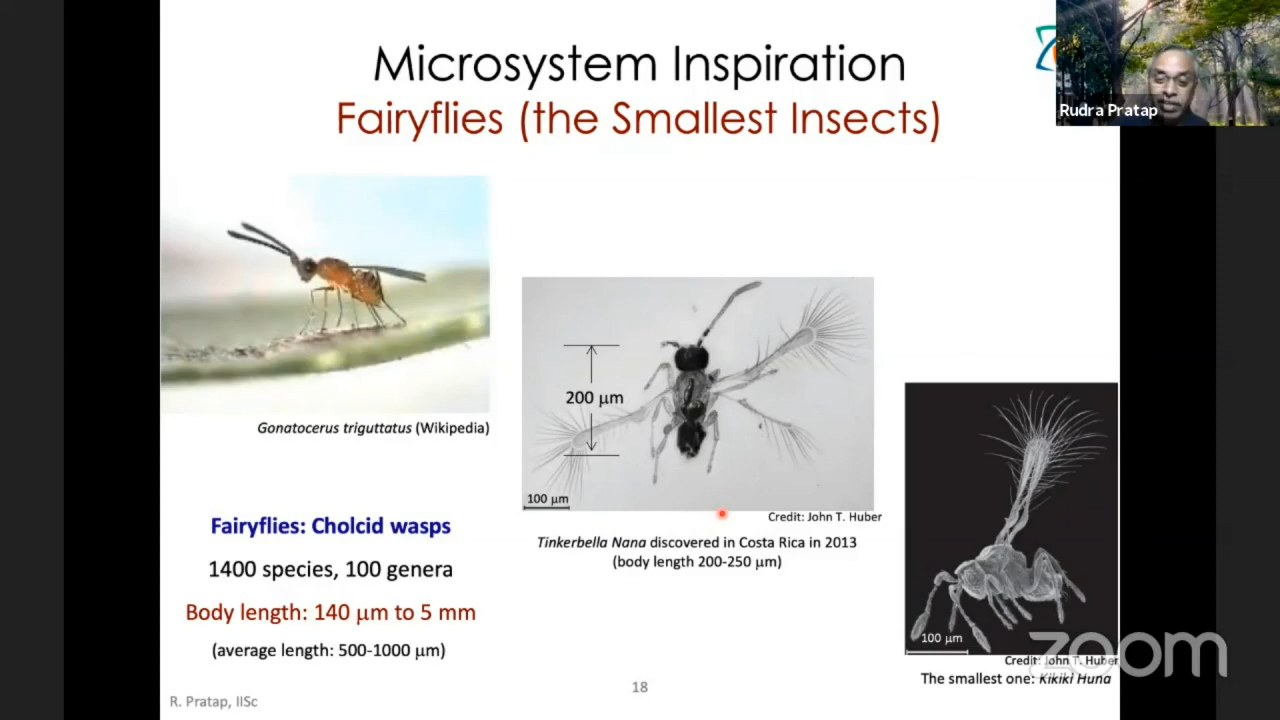 Microsystem Inspiration
Fairyflies (the Smallest Insects)
Rudra Pratap
Gonatocerus triguttatus (Wikipedia)
200 μm
100 μm
Credit: John T. Huber
Tinkerbella Nana discovered in Costa Rica in 2013
(body length 200-250 μm)
Fairyflies: Cholcid wasps
1400 species, 100 genera
Body length: 140 μm to 5 mm
(average length: 500-1000 μm)
100 μm
Credit: John T. Huber
The smallest one: Kikiki Huna
zoom
R. Pratap, IISc
18